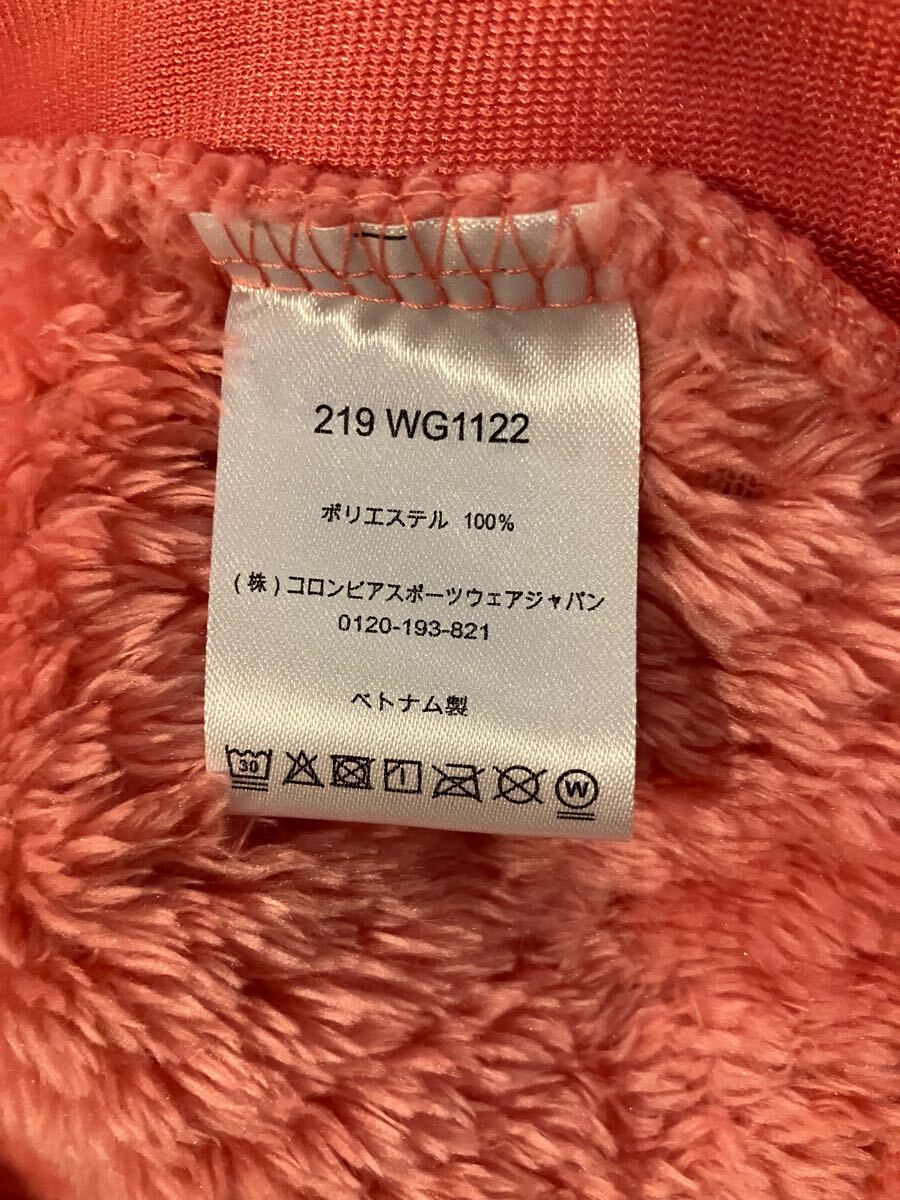 219 WG1122
ポリエステル 100%
(株)コロンビアスポーツウェアジャパン
0120-193-821
ベトナム製
30 W